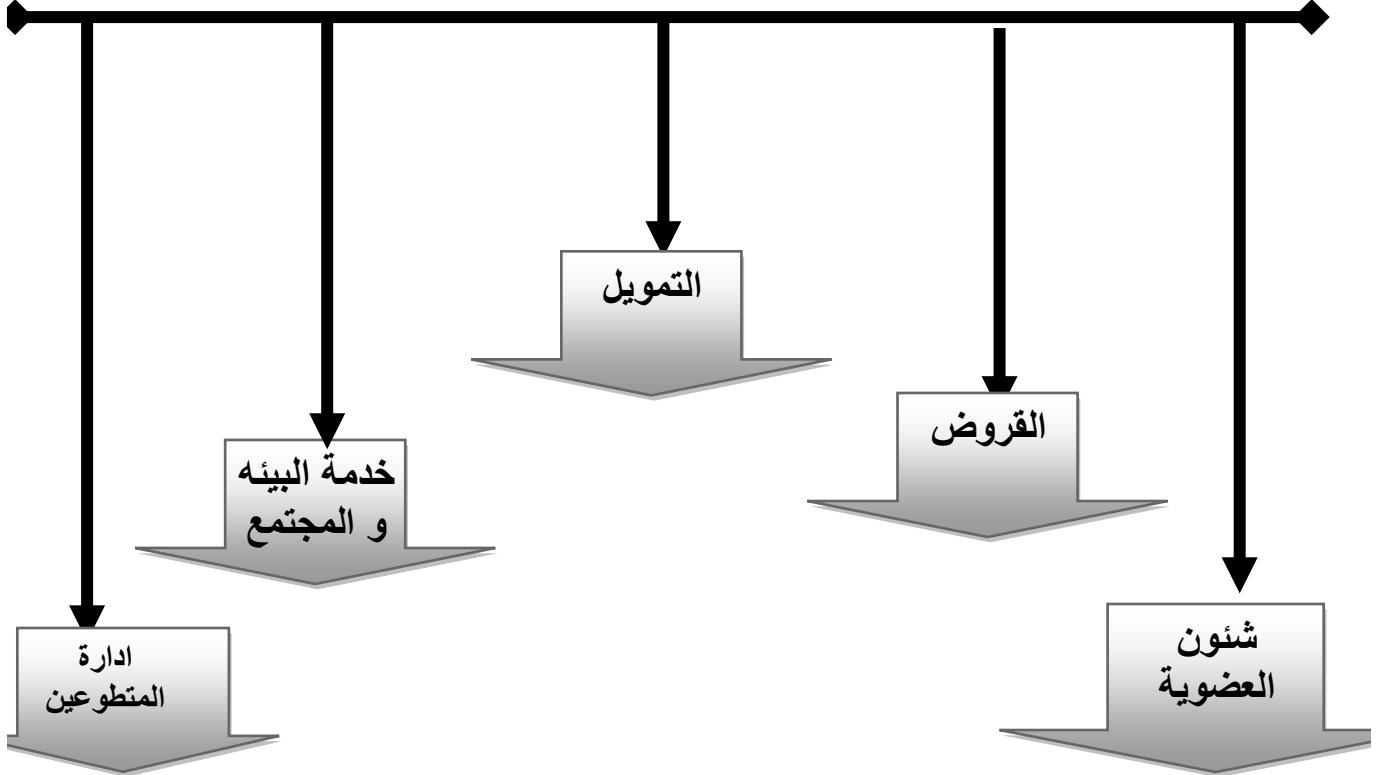 شئون
العضوية
القروض
التمويل
خدمة البيئه
و المجتمع
ادارة
المتطوعين